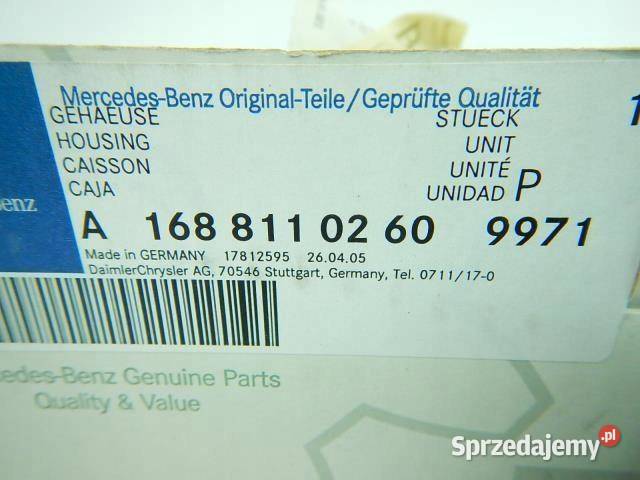 Mercedes-Benz Original-Teile/Geprüfte Qualität
GEHAEUSE STUECK 1
HOUSING UNIT
CAISSON UNITÉ
CAJA UNIDAD P
enz
A 168 811 02 60 9971
Made in GERMANY 17812595 26.04.05
DaimlerChrysler AG, 70546 Stuttgart, Germany, Tel. 0711/17-0
cedes-Benz Genuine Parts
Quality & Value
Sprzedajemy.pl